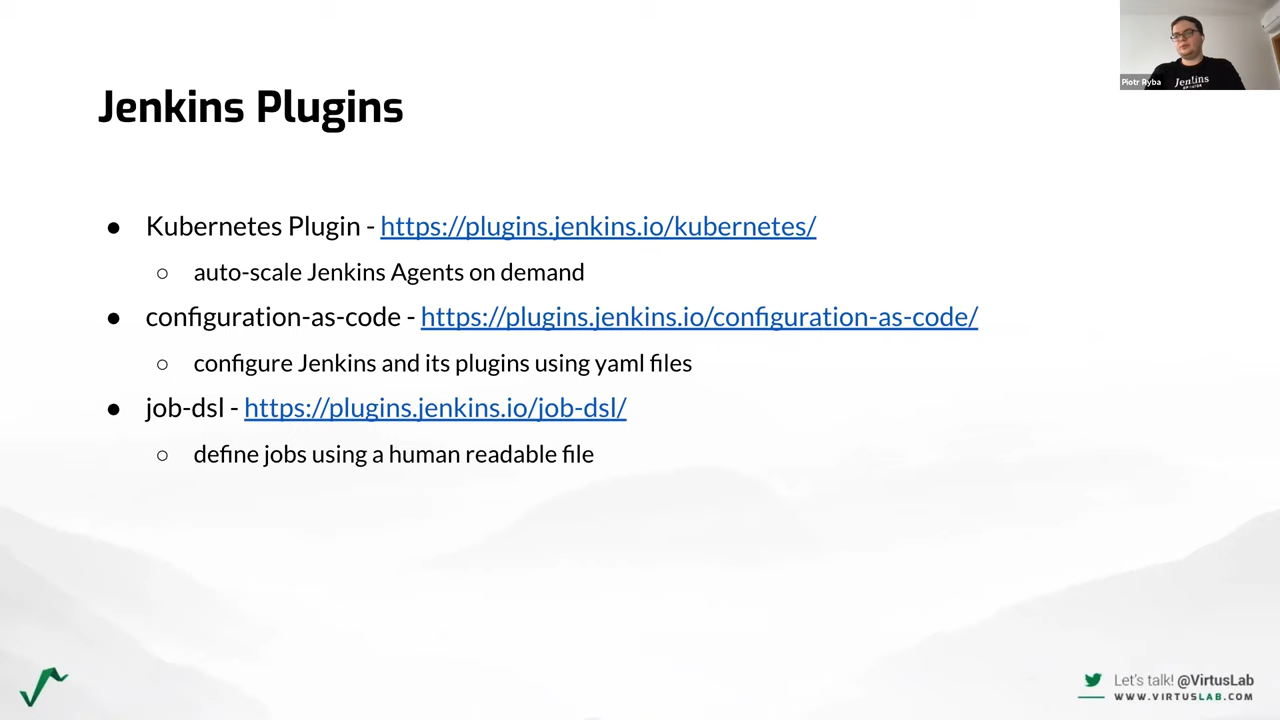 Piotr Ryba
Jenkins
Jenkins Plugins
● Kubernetes Plugin - https://plugins.jenkins.io/kubernetes/
○ auto-scale Jenkins Agents on demand
● configuration-as-code - https://plugins.jenkins.io/configuration-as-code/
○ configure Jenkins and its plugins using yaml files
● job-dsl - https://plugins.jenkins.io/job-dsl/
○ define jobs using a human readable file
Let's talk! @VirtusLab
WWW.VIRTUSLAB.COM